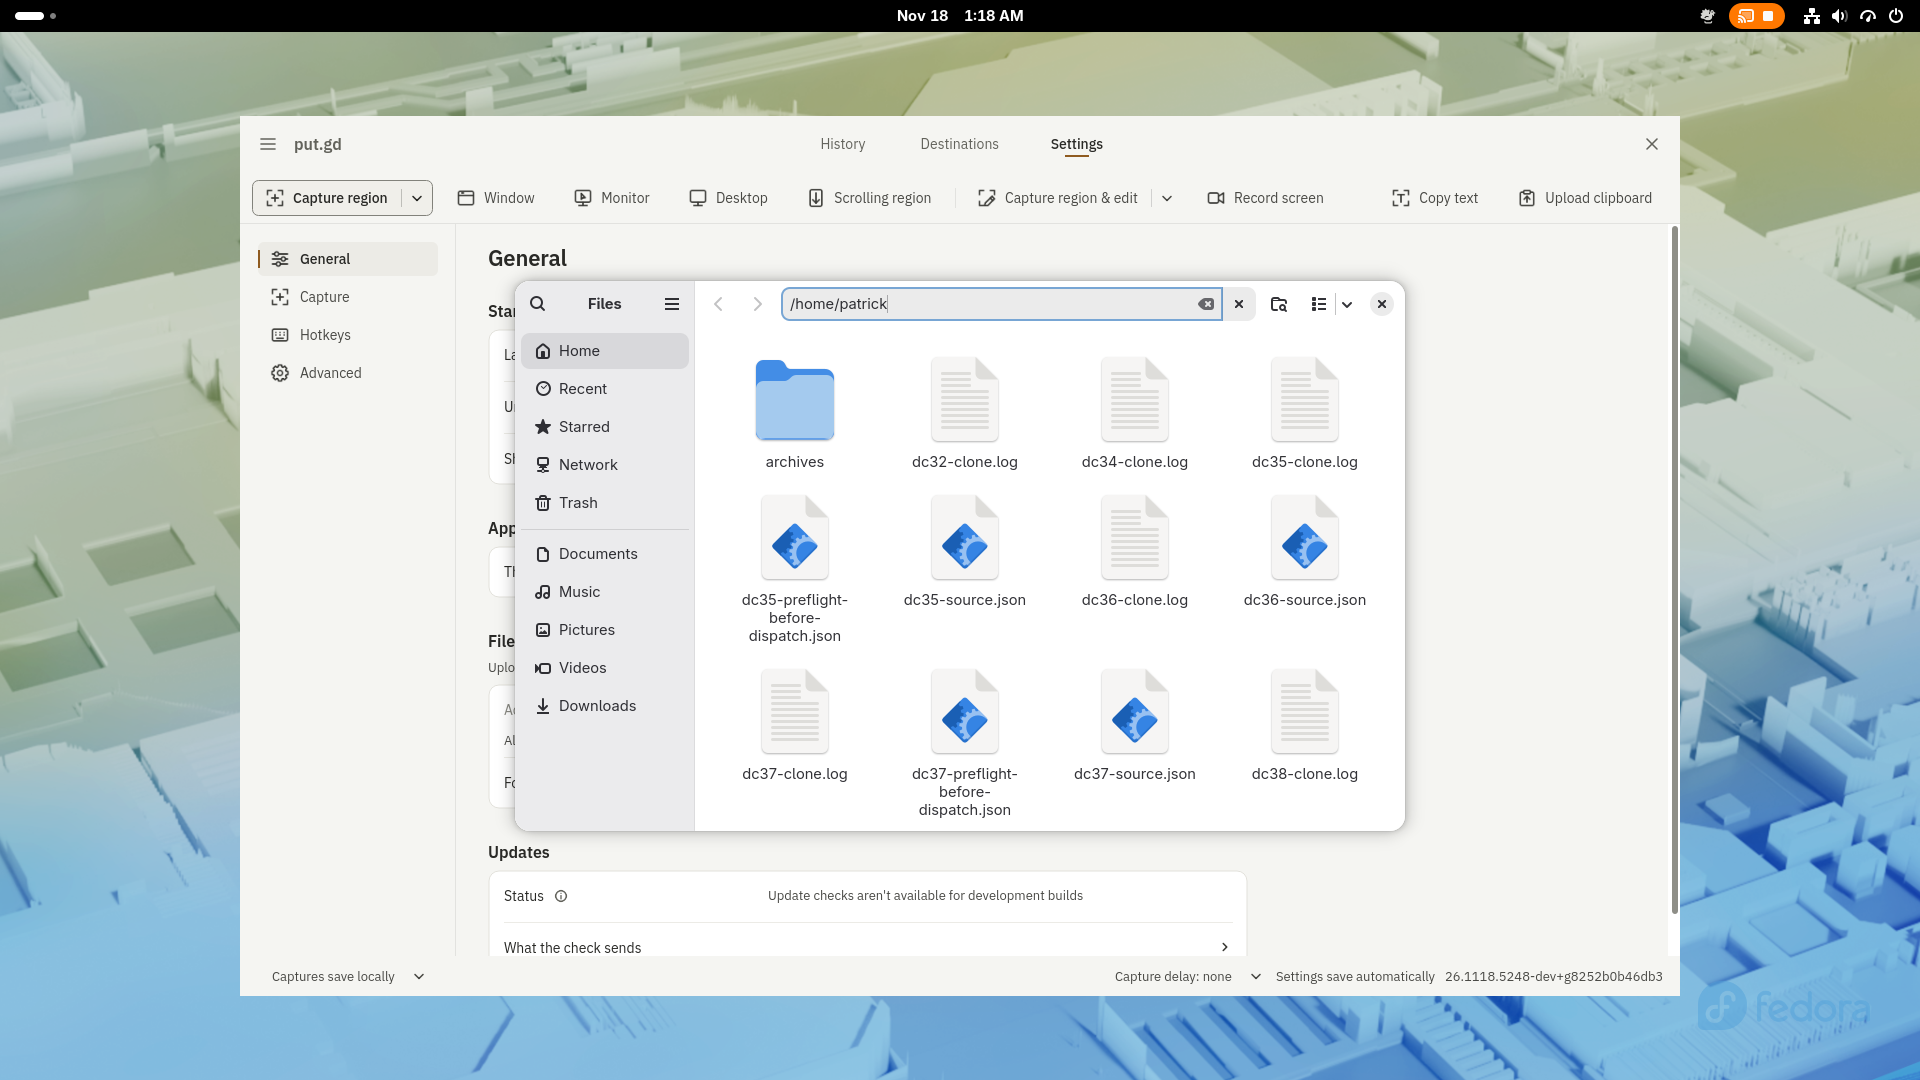 Nov 18 1:18 AM
put.gd
History Destinations Settings
Capture region Window Monitor Desktop Scrolling region Capture region & edit Record screen Copy text Upload clipboard
General
Capture
Hotkeys
Advanced
General
Files
/home/patrick
Home
Recent
Starred
Network
Trash
Documents
Music
Pictures
Videos
Downloads
archives
dc32-clone.log
dc34-clone.log
dc35-clone.log
dc35-preflight-
before-
dispatch.json
dc35-source.json
dc36-clone.log
dc36-source.json
dc37-clone.log
dc37-preflight-
before-
dispatch.json
dc37-source.json
dc38-clone.log
Updates
Status Update checks aren't available for development builds
What the check sends
Captures save locally Capture delay: none Settings save automatically 26.1118.5248-dev+g8252b0b46db3
fedora